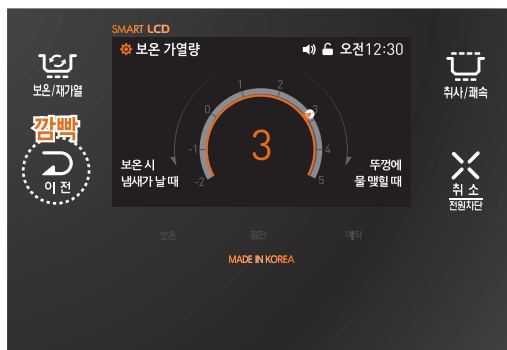 SMART LCD
보온 가열량
오전12:30
보온/재가열
취사/쾌속
깜빡
이전
-2
-1
0
1
2
3
4
5
3
보온 시
냄새가 날 때
뚜껑에
물 맺힐 때
취소
전원차단
보온
절전
예약
MADE IN KOREA